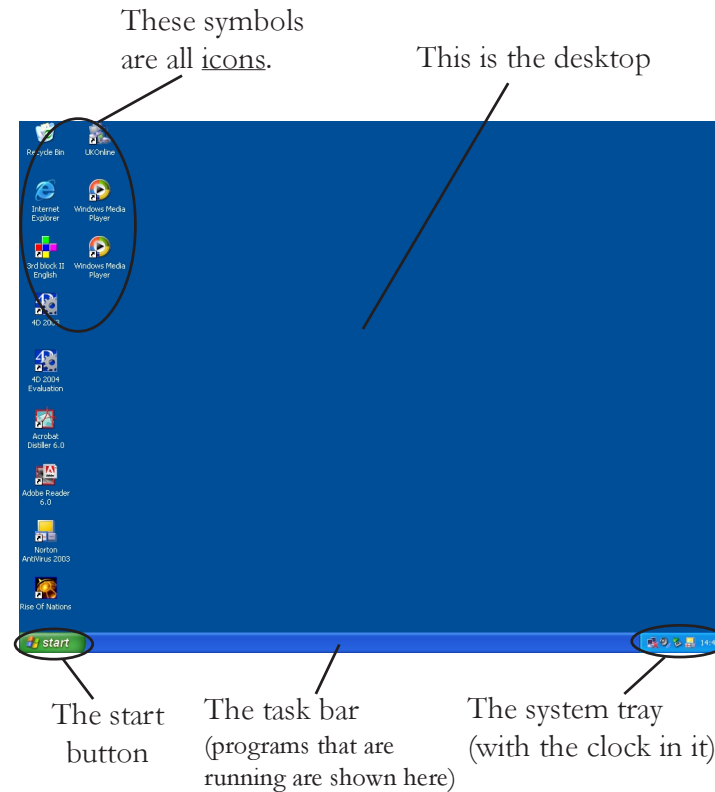 These symbols
are all icons.
This is the desktop
Recycle Bin
UKOnline
Internet
Explorer
Windows Media
Player
3rd block II
English
Windows Media
Player
4D 2003
4D 2004
Evaluation
Acrobat
Distiller 6.0
Adobe Reader
6.0
Norton
AntiVirus 2003
Rise Of Nations
start
The start
button
The task bar
(programs that are
running are shown here)
The system tray
(with the clock in it)